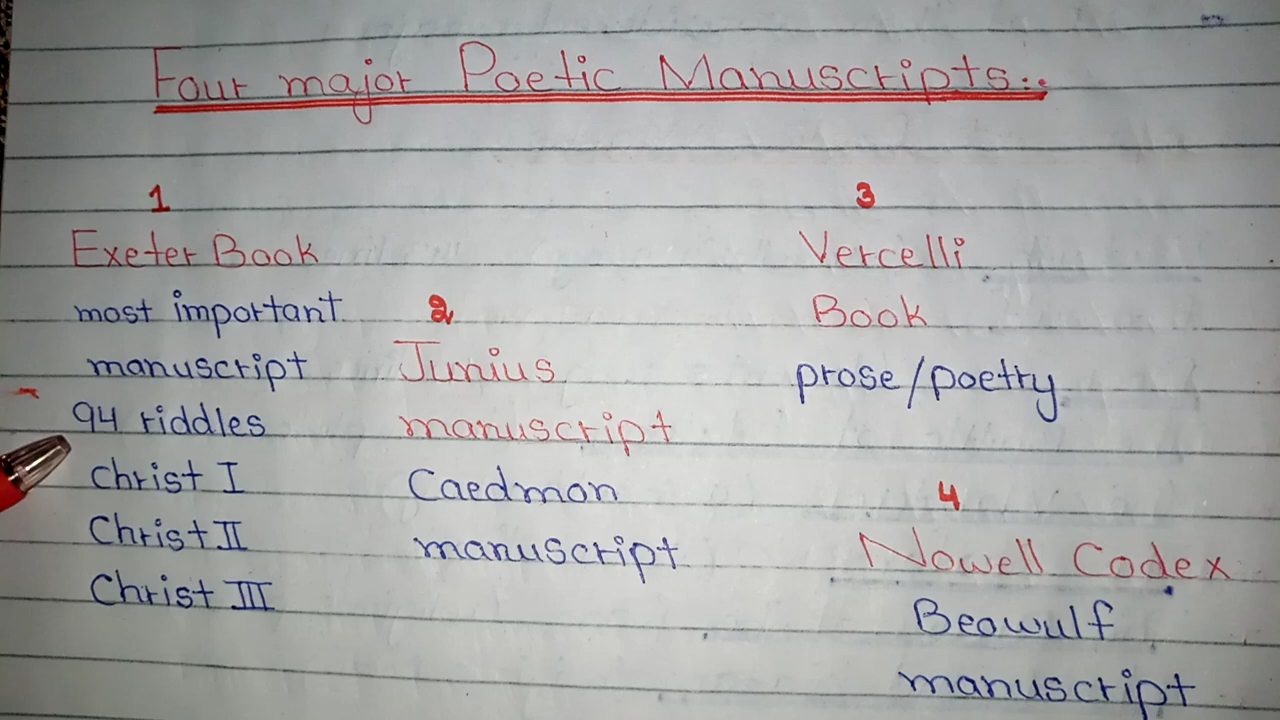 Four major Poetic Manuscripts:.
1
Exeter Book
most important
manuscript
94 riddles
Christ I
Christ II
Christ III
2
Junius
manuscript
Caedmon
manuscript
3
Vercelli
Book
prose/poetry
4
Nowell Codex
Beowulf
manuscript